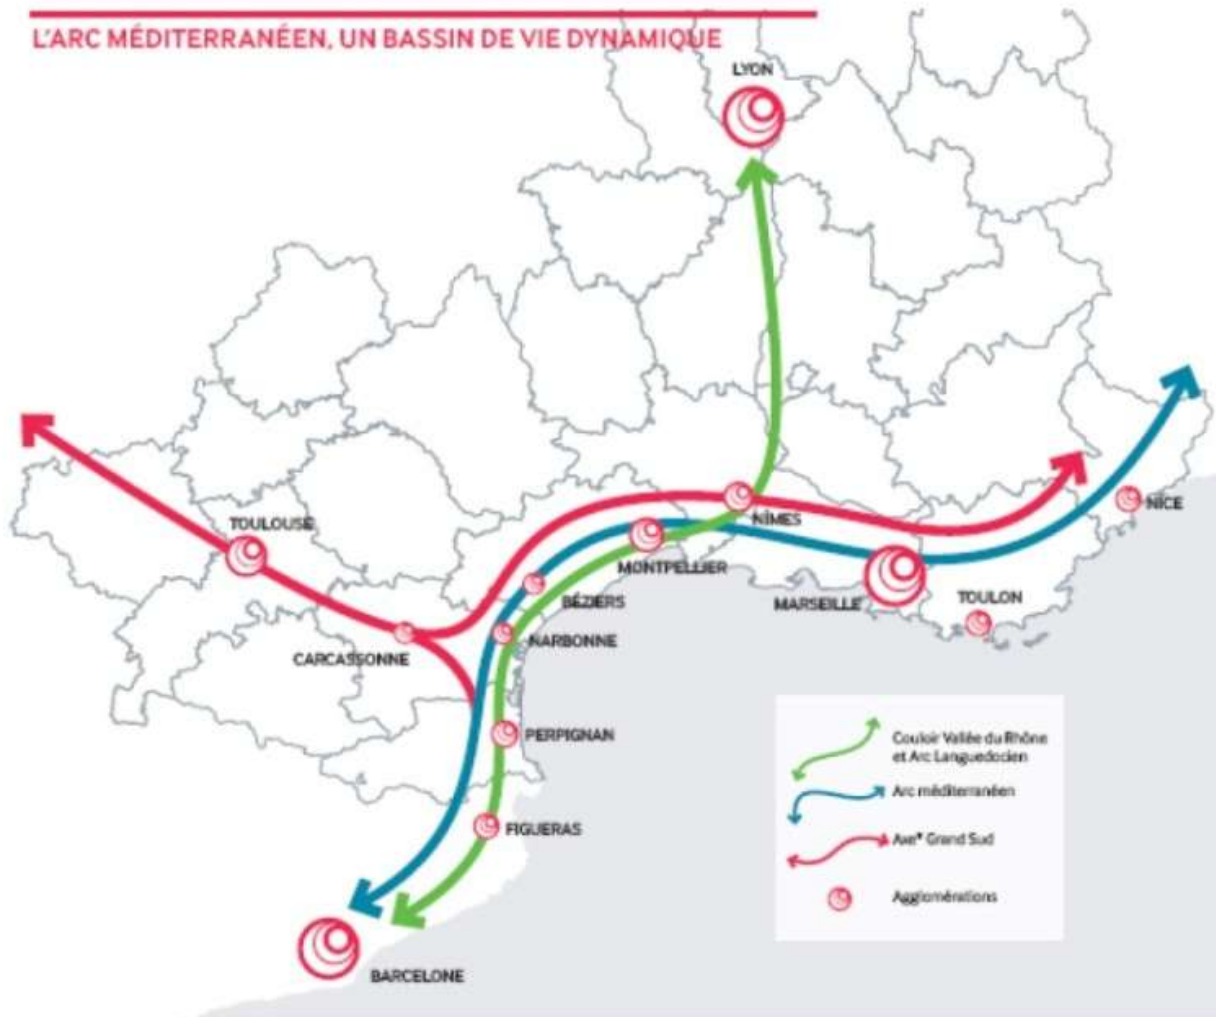 L'ARC MÉDITERRANÉEN, UN BASSIN DE VIE DYNAMIQUE
LYON
TOULOUSE
NÎMES
NICE
MONTPELLIER
BÉZIERS
MARSEILLE
TOULON
NARBONNE
CARCASSONNE
PERPIGNAN
FIGUERAS
BARCELONE
Couloir Vallée du Rhône
et Arc Languedocien
Arc méditerranéen
Axe* Grand Sud
Agglomérations